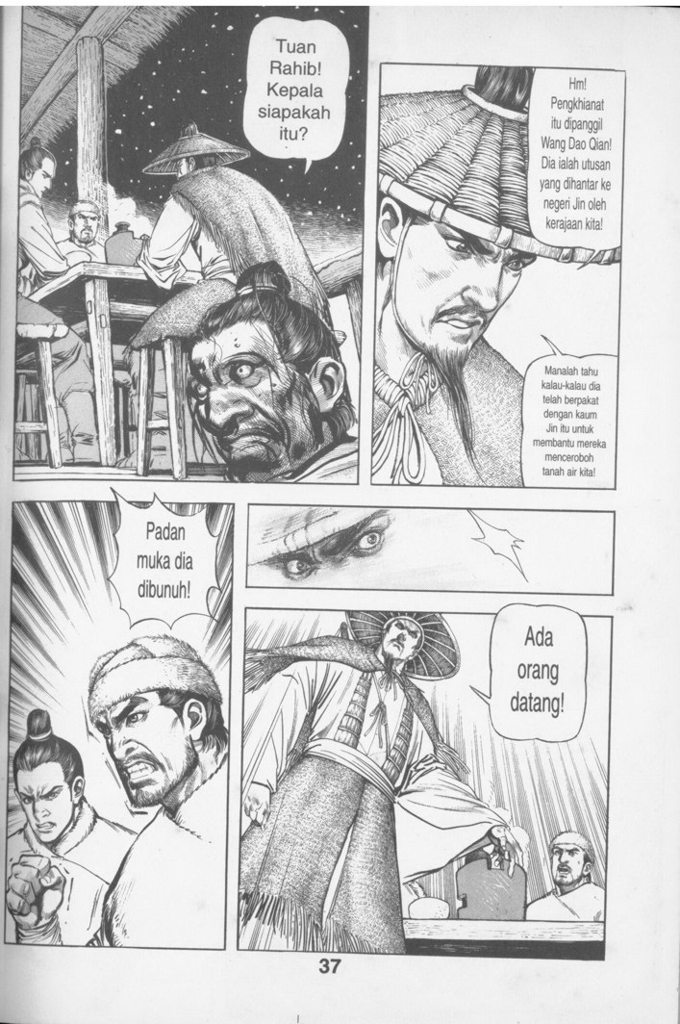 Tuan
Rahib!
Kepala
siapakah
itu?
Hm!
Pengkhianat
itu dipanggil
Wang Dao Qian!
Dia ialah utusan
yang dihantar ke
negeri Jin oleh
kerajaan kita!
Manalah tahu
kalau-kalau dia
telah berpakat
dengan kaum
Jin itu untuk
membantu mereka
menceroboh
tanah air kita!
Padan
muka dia
dibunuh!
Ada
orang
datang!
37